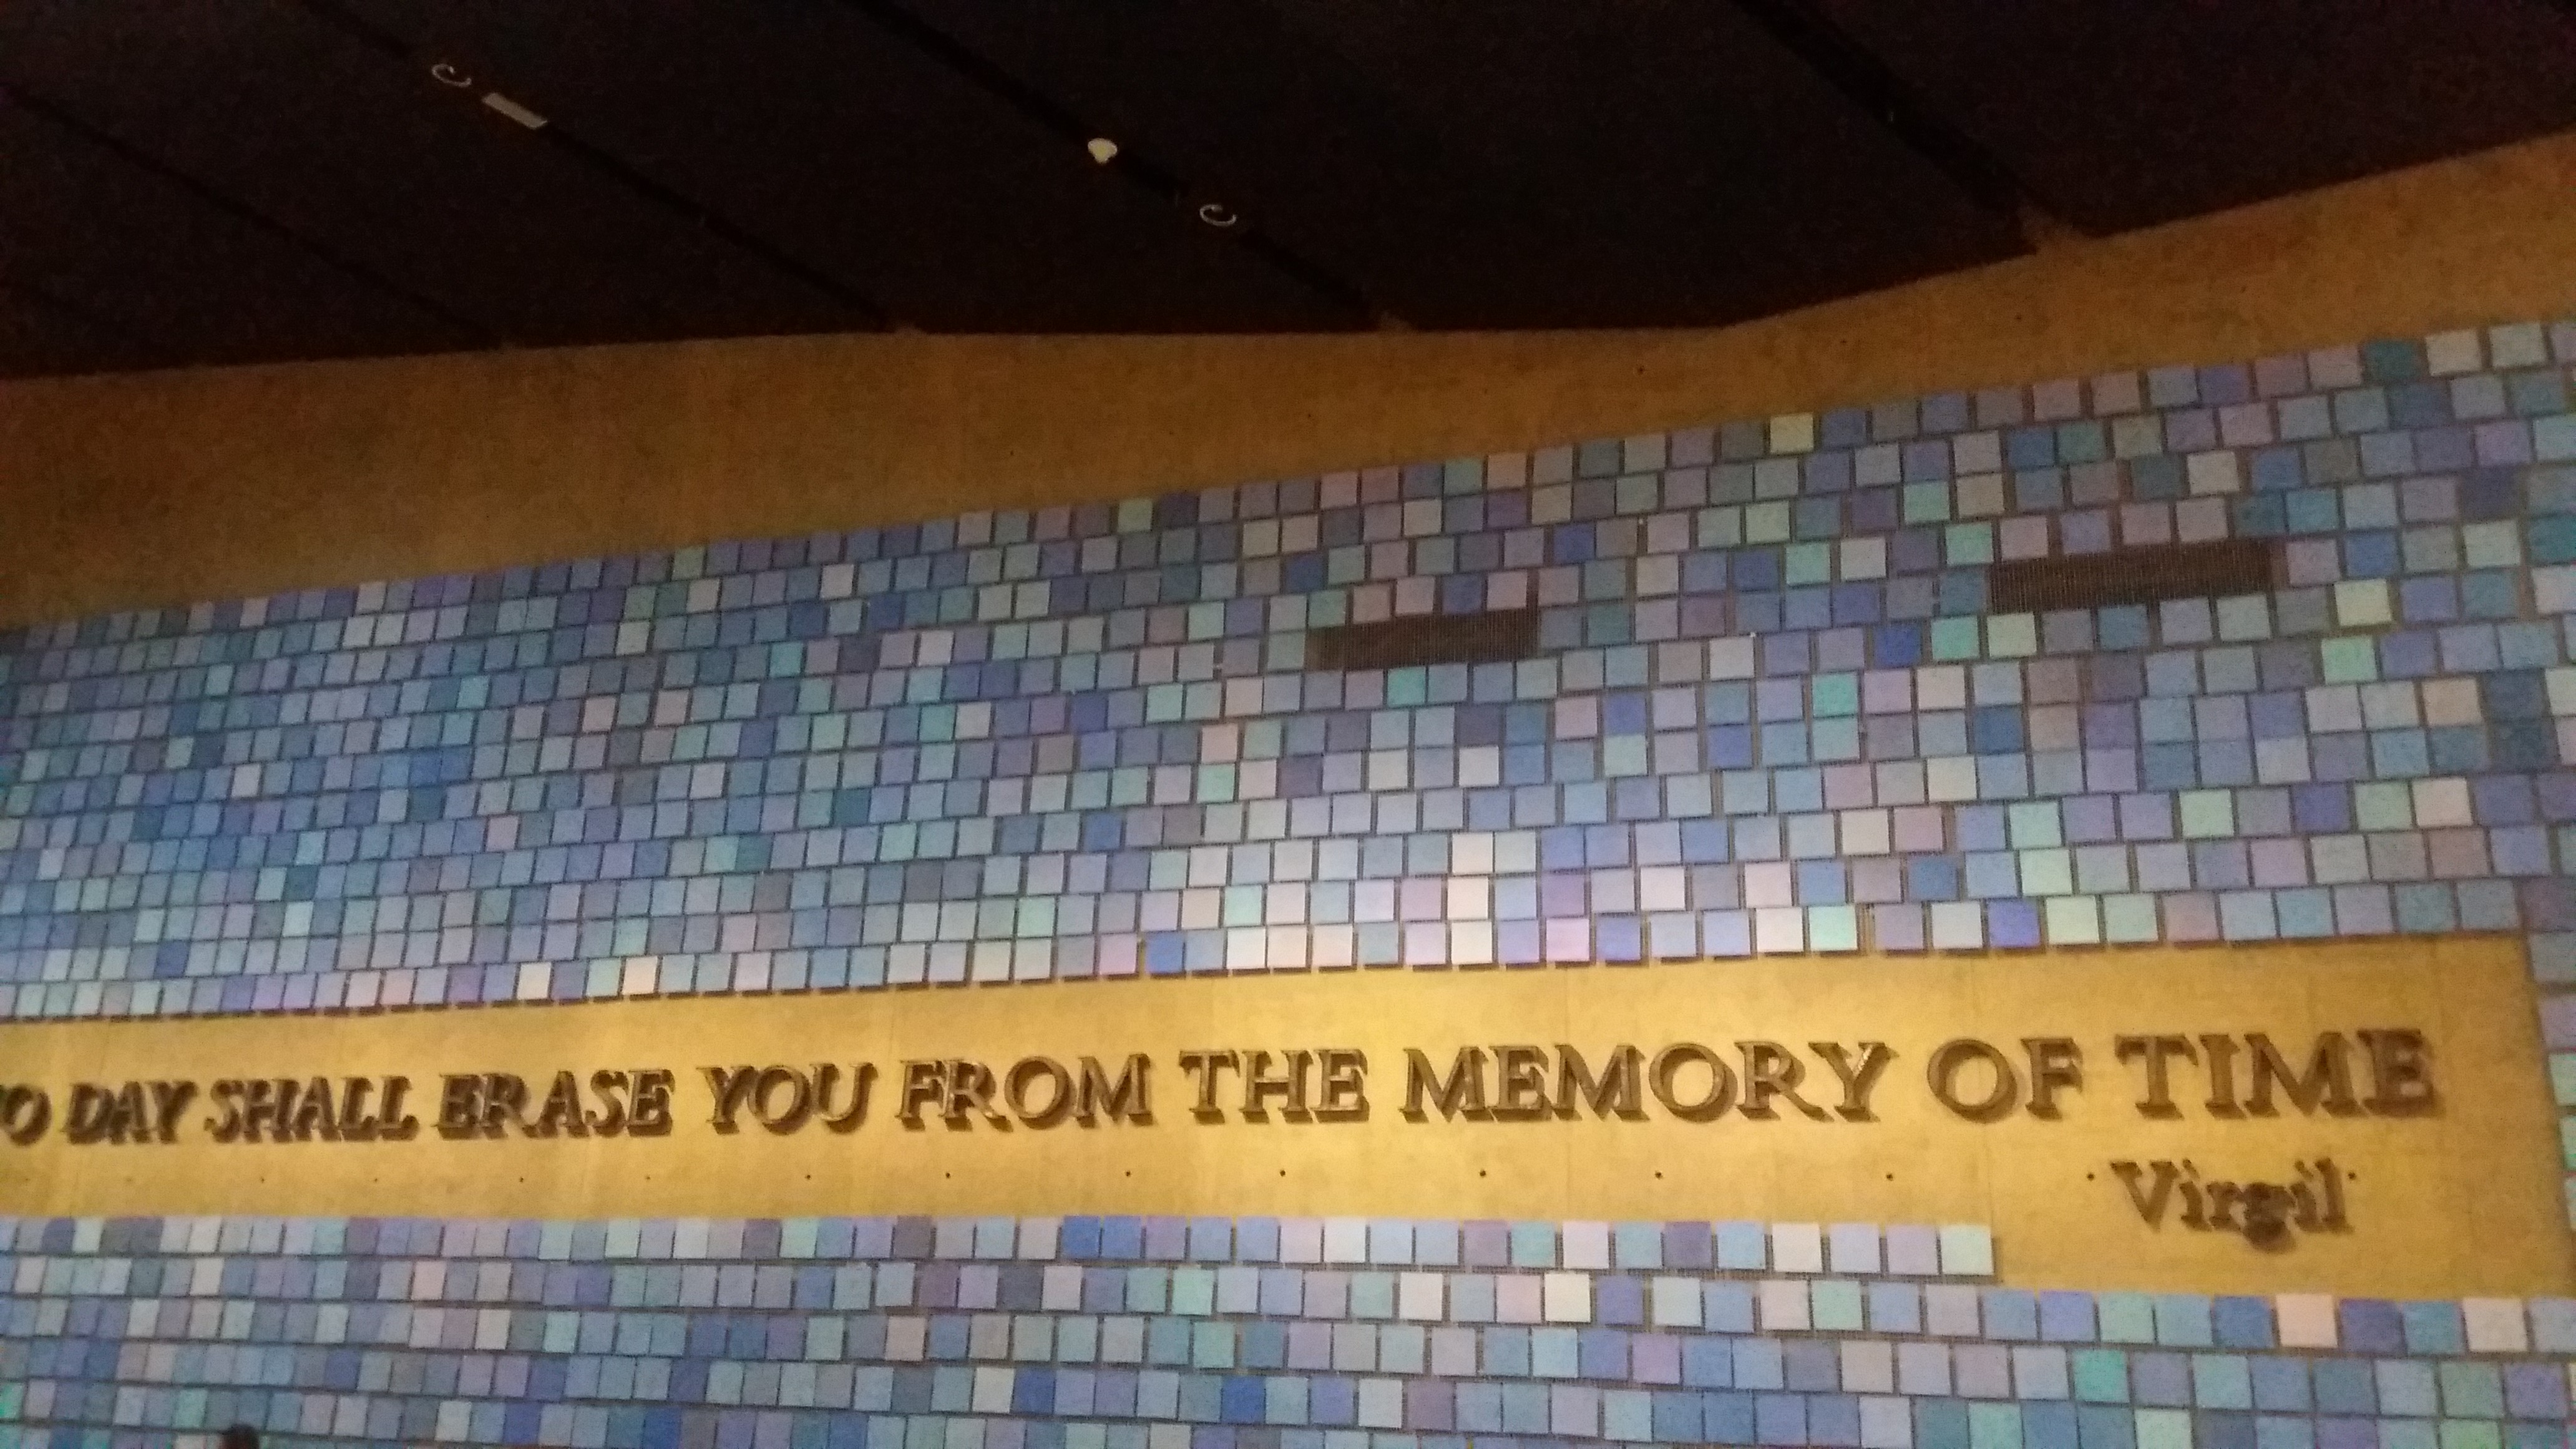 O DAY SHALL ERASE YOU FROM THE MEMORY OF TIME
Virgil